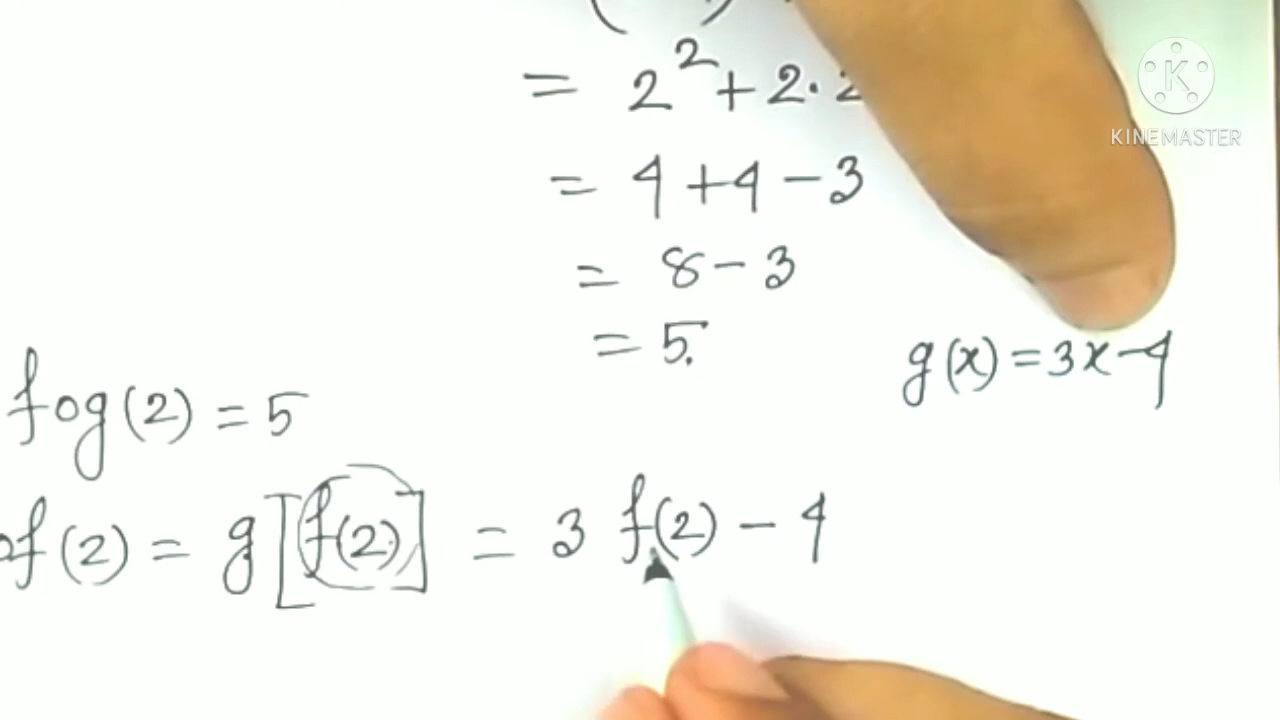 = 2² + 2·2
= 4 + 4 - 3
= 8 - 3
= 5.
g(x) = 3x - 4
fog(2) = 5
of(2) = g[f(2)] = 3 f(2) - 4
K
KINEMASTER